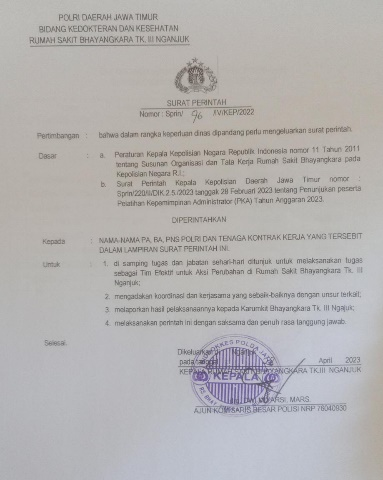 POLRI DAERAH JAWA TIMUR
BIDANG KEDOKTERAN DAN KESEHATAN
RUMAH SAKIT BHAYANGKARA TK. III NGANJUK
SURAT PERINTAH
Nomor : Sprin/ 96 /IV/KEP/2022
Pertimbangan : bahwa dalam rangka keperluan dinas dipandang perlu mengeluarkan surat perintah.
Dasar : a. Peraturan Kepala Kepolisian Negara Republik Indonesia nomor 11 Tahun 2011
tentang Susunan Organisasi dan Tata Kerja Rumah Sakit Bhayangkara pada
Kepolisian Negara R.I.;
b. Surat Perintah Kepala Kepolisian Daerah Jawa Timur nomor :
Sprin/220/II/DIK.2.5./2023 tanggal 28 Februari 2023 tentang Penunjukan peserta
Pelatihan Kepemimpinan Administrator (PKA) Tahun Anggaran 2023.
DIPERINTAHKAN
Kepada : NAMA-NAMA PA, BA, PNS POLRI DAN TENAGA KONTRAK KERJA YANG TERSEBIT
DALAM LAMPIRAN SURAT PERINTAH INI.
Untuk : 1. di samping tugas dan jabatan sehari-hari ditunjuk untuk melaksanakan tugas
sebagai Tim Efektif untuk Aksi Perubahan di Rumah Sakit Bhayangkara Tk. III
Nganjuk;
2. mengadakan koordinasi dan kerjasama yang sebaik-baiknya dengan unsur terkait;
3. melaporkan hasil pelaksanaannya kepada Karumkit Bhayangkara Tk. III Ngajuk;
4. melaksanakan perintah ini dengan saksama dan penuh rasa tanggung jawab.
Selesai.
Dikeluarkan di : Nganjuk
pada tanggal April 2023
KEPALA RUMAH SAKIT BHAYANGKARA TK.III NGANJUK
KEPALA
MARS.
AJUN KOMISARIS BESAR POLISI NRP 76040930